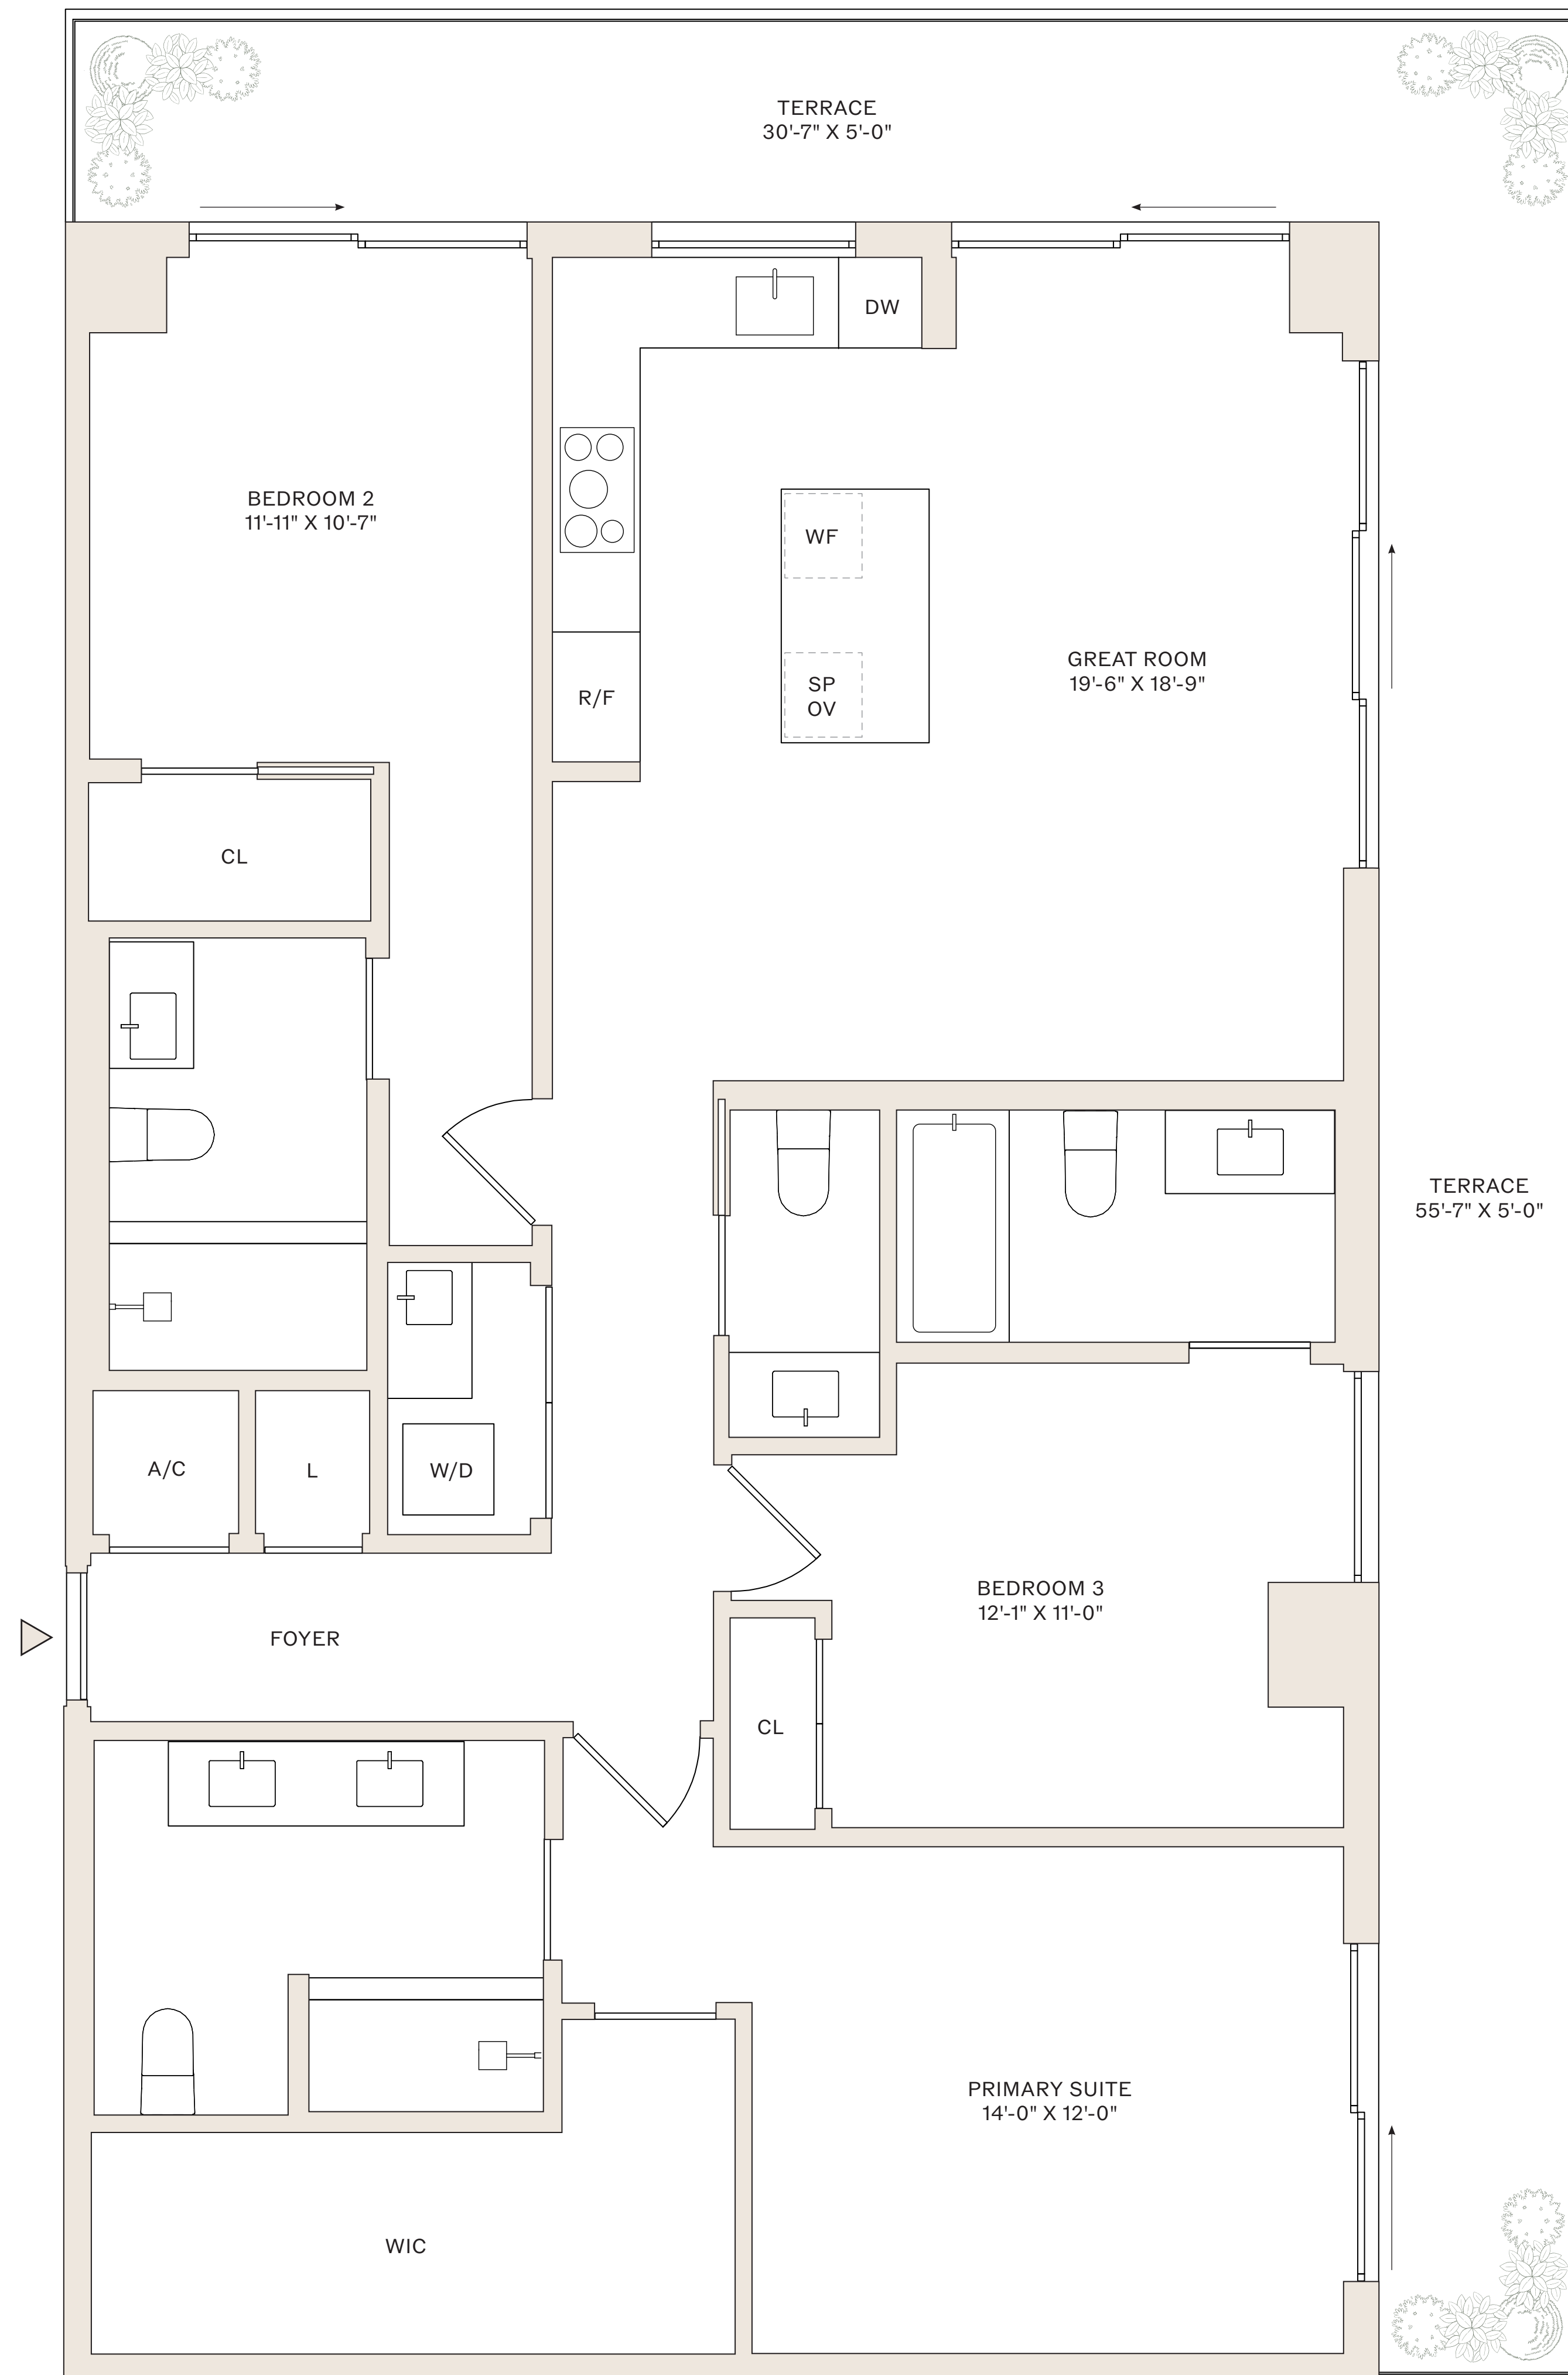 TERRACE
30'-7" X 5'-0"
DW
BEDROOM 2
11'-11" X 10'-7"
WF
GREAT ROOM
19'-6" X 18'-9"
R/F
SP
OV
CL
TERRACE
55'-7" X 5'-0"
A/C
L
W/D
BEDROOM 3
12'-1" X 11'-0"
FOYER
CL
PRIMARY SUITE
14'-0" X 12'-0"
WIC